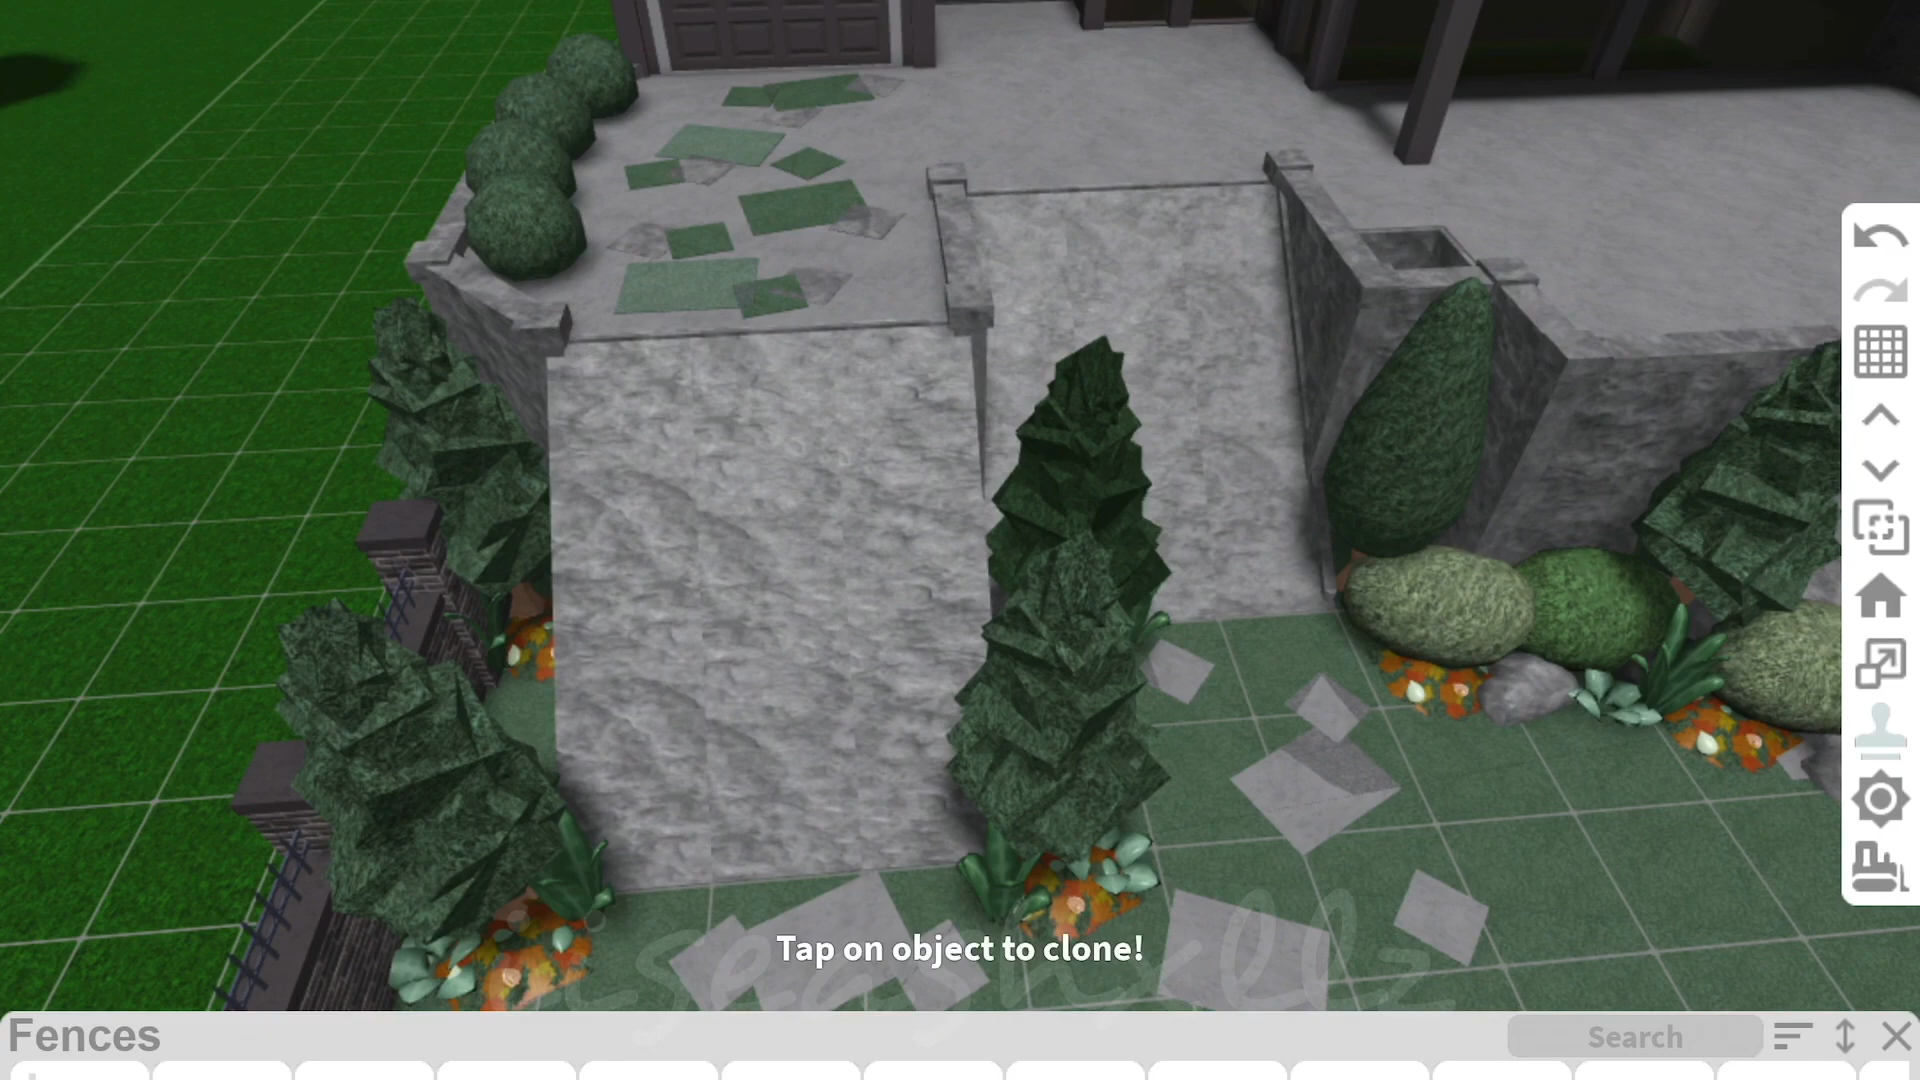 Tap on object to clone!
Fences
Search